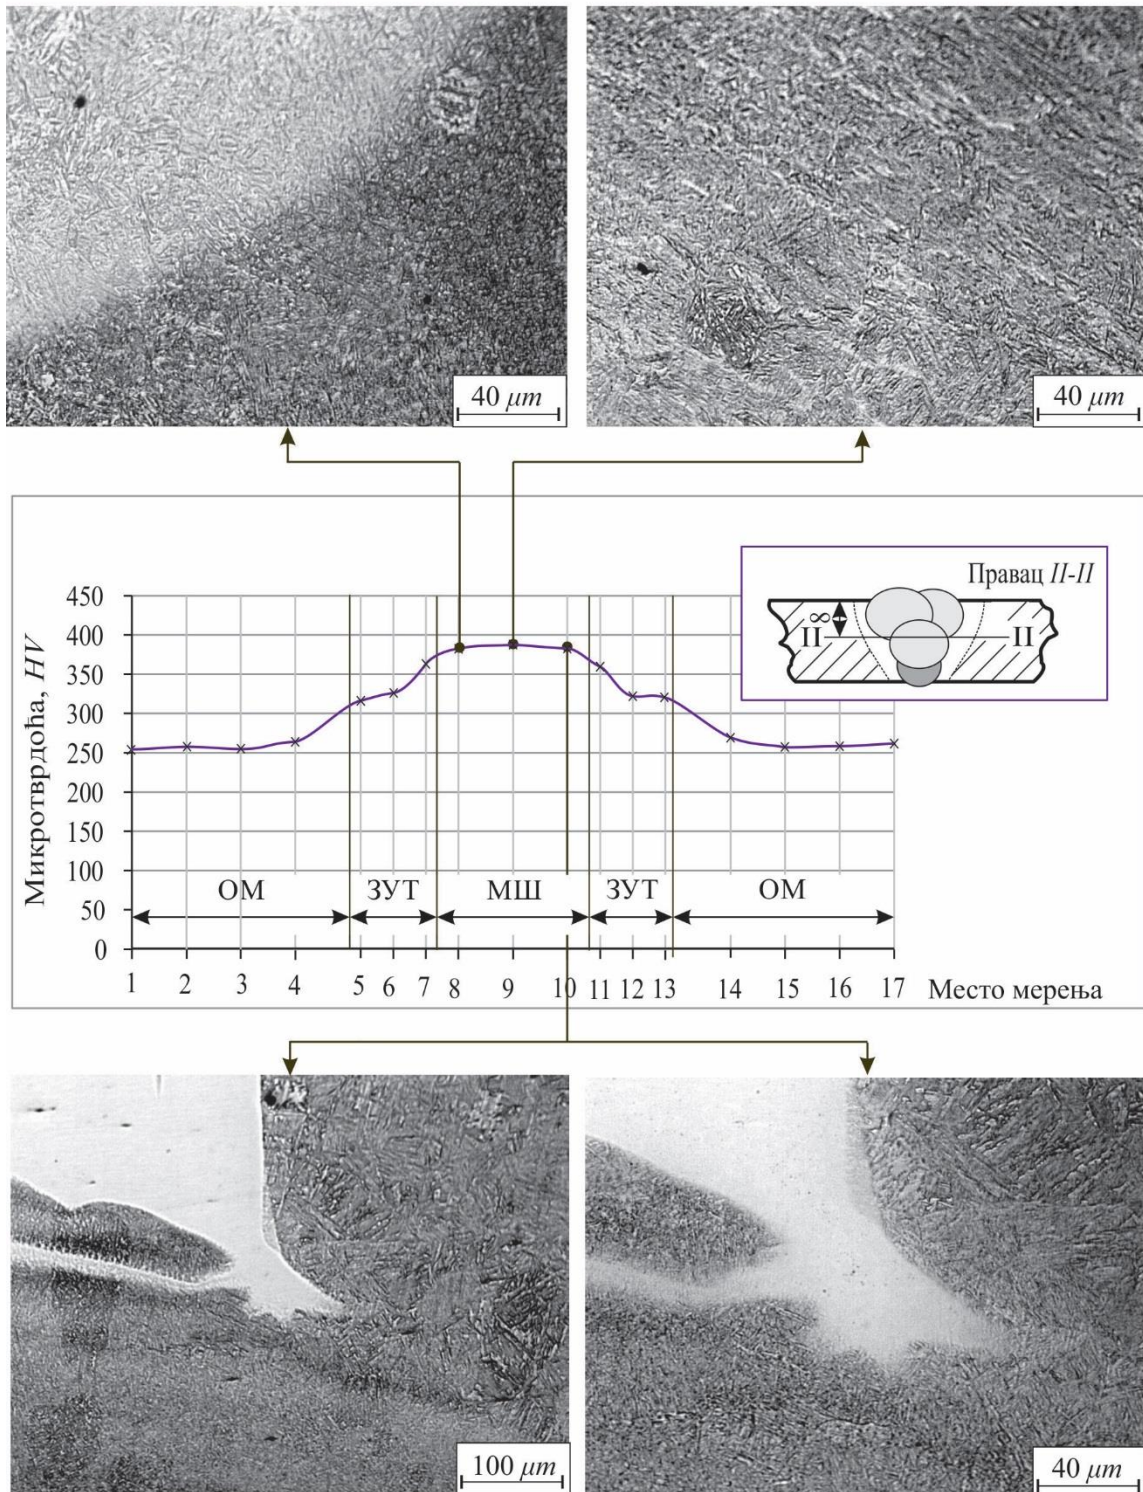 40 μm
40 μm
Правац II-II
∞
II II
Микротврдоћа, HV
450
400
350
300
250
200
150
100
50
0
ОМ ЗУТ МШ ЗУТ ОМ
1 2 3 4 5 6 7 8 9 10 11 12 13 14 15 16 17 Место мерења
100 μm
40 μm